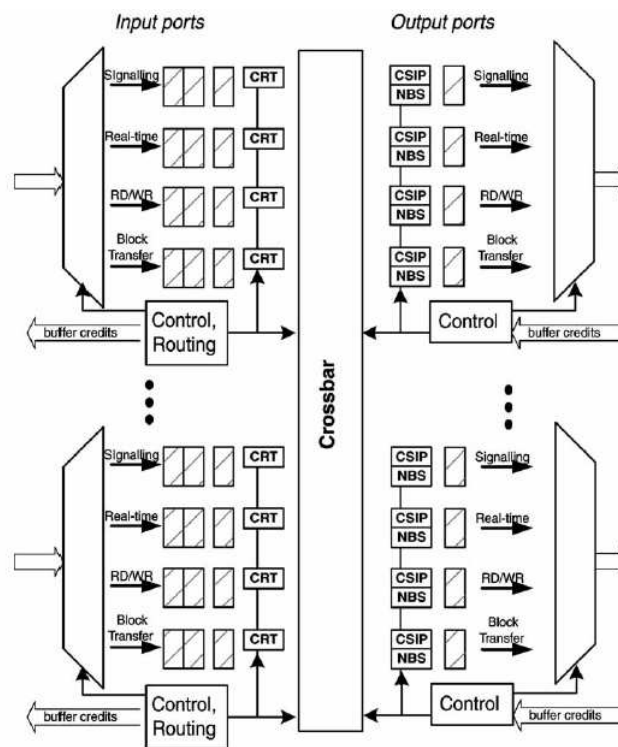 Input ports
Output ports
Signalling
CRT
CSIP
NBS
Signalling
Real-time
CRT
CSIP
NBS
Real-time
RD/WR
CRT
CSIP
NBS
RD/WR
Block
Transfer
CRT
CSIP
NBS
Block
Transfer
buffer credits
Control,
Routing
Control
buffer credits
Crossbar
Signalling
CRT
CSIP
NBS
Signalling
Real-time
CRT
CSIP
NBS
Real-time
RD/WR
CRT
CSIP
NBS
RD/WR
Block
Transfer
CRT
CSIP
NBS
Block
Transfer
buffer credits
Control,
Routing
Control
buffer credits